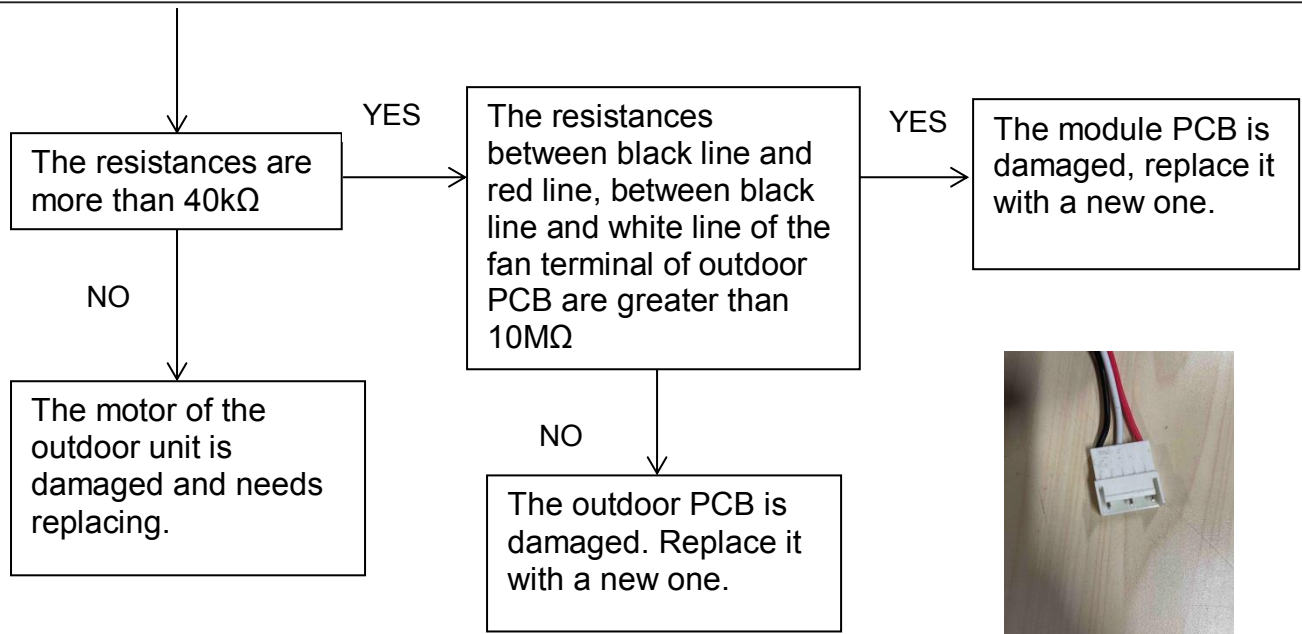 The resistances are
more than 40kΩ
YES
The resistances
between black line and
red line, between black
line and white line of the
fan terminal of outdoor
PCB are greater than
10MΩ
YES
The module PCB is
damaged, replace it
with a new one.
NO
The motor of the
outdoor unit is
damaged and needs
replacing.
NO
The outdoor PCB is
damaged. Replace it
with a new one.